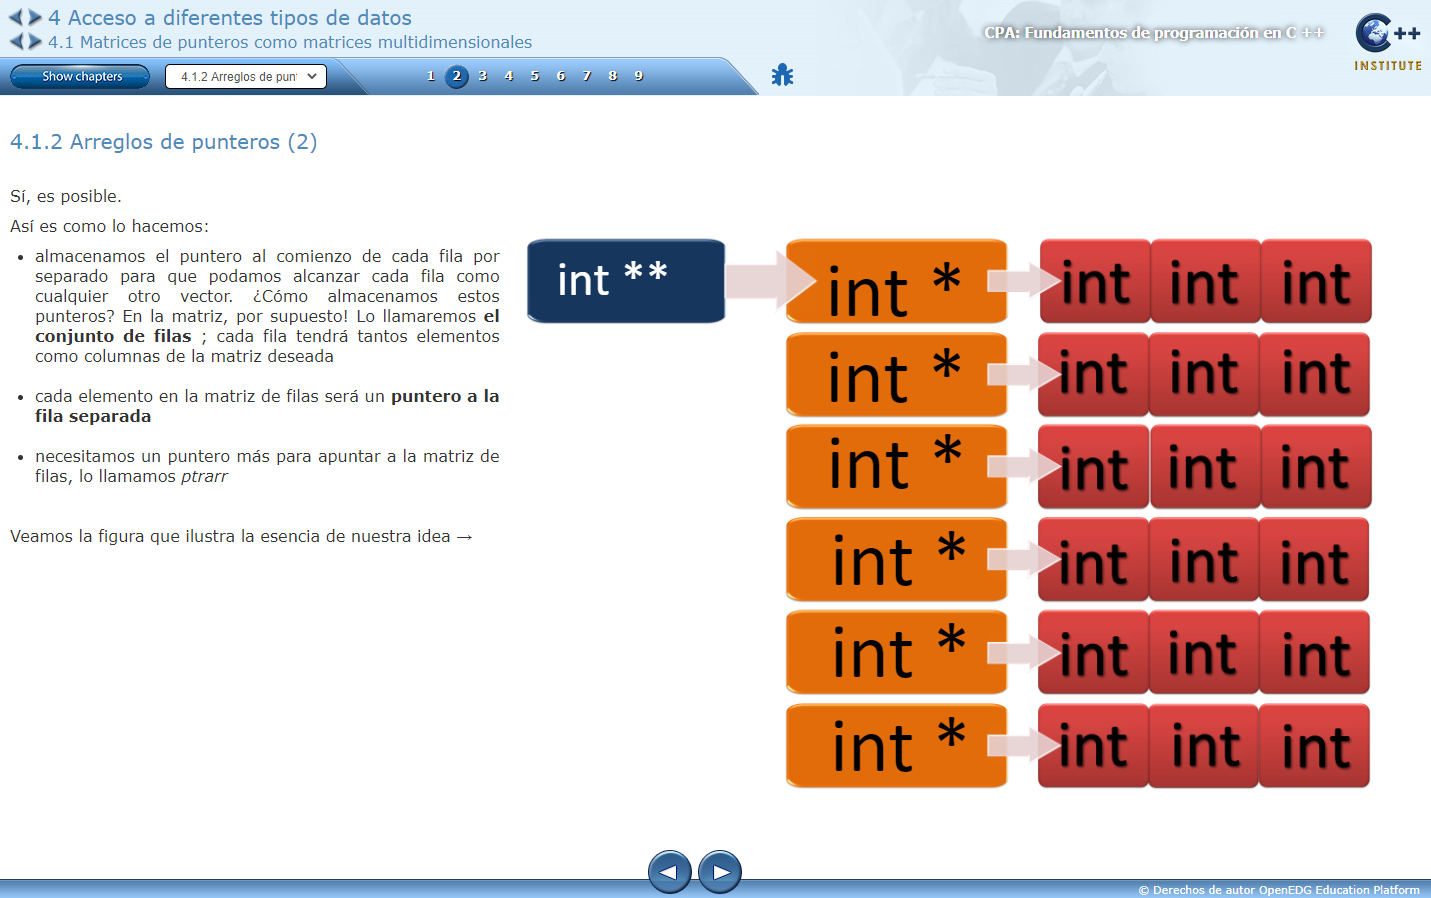 4 Acceso a diferentes tipos de datos
4.1 Matrices de punteros como matrices multidimensionales
CPA: Fundamentos de programación en C ++
C ++
INSTITUTE
Show chapters
4.1.2 Arreglos de punt
1 2 3 4 5 6 7 8 9
4.1.2 Arreglos de punteros (2)
Sí, es posible.
Así es como lo hacemos:
• almacenamos el puntero al comienzo de cada fila por
separado para que podamos alcanzar cada fila como
cualquier otro vector. ¿Cómo almacenamos estos
punteros? En la matriz, por supuesto! Lo llamaremos el
conjunto de filas ; cada fila tendrá tantos elementos
como columnas de la matriz deseada
• cada elemento en la matriz de filas será un puntero a la
fila separada
• necesitamos un puntero más para apuntar a la matriz de
filas, lo llamamos ptrarr
Veamos la figura que ilustra la esencia de nuestra idea →
int ** int * int int int
int * int int int
int * int int int
int * int int int
int * int int int
int * int int int
© Derechos de autor OpenEDG Education Platform